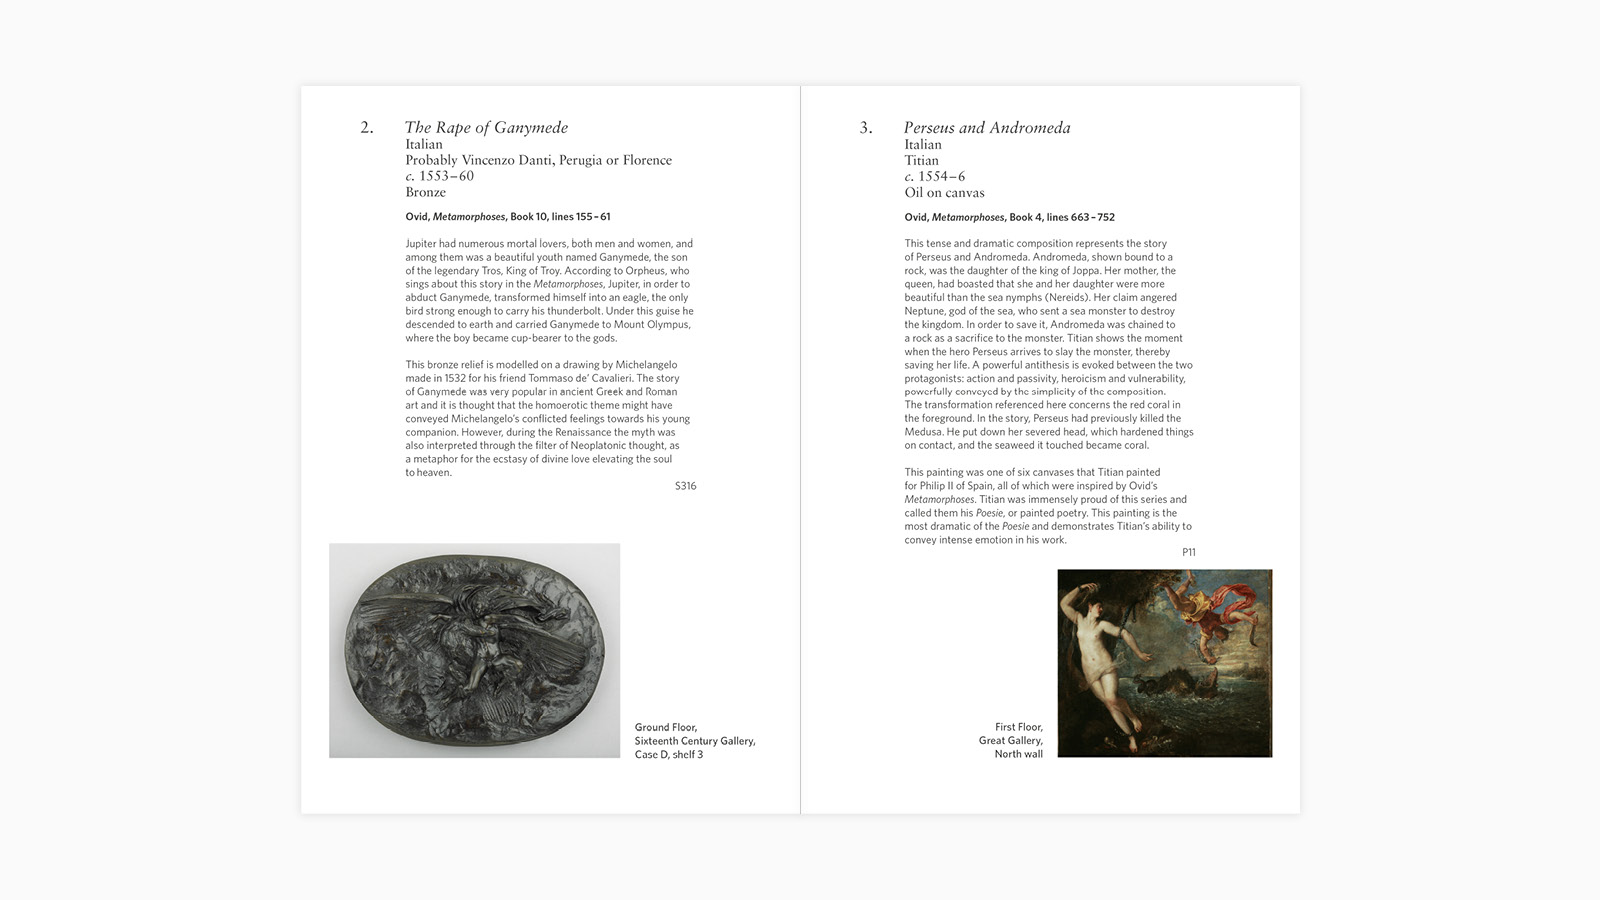 2. The Rape of Ganymede
Italian
Probably Vincenzo Danti, Perugia or Florence
c. 1553–60
Bronze
Ovid, Metamorphoses, Book 10, lines 155–61
Jupiter had numerous mortal lovers, both men and women, and
among them was a beautiful youth named Ganymede, the son
of the legendary Tros, King of Troy. According to Orpheus, who
sings about this story in the Metamorphoses, Jupiter, in order to
abduct Ganymede, transformed himself into an eagle, the only
bird strong enough to carry his thunderbolt. Under this guise he
descended to earth and carried Ganymede to Mount Olympus,
where the boy became cup-bearer to the gods.
This bronze relief is modelled on a drawing by Michelangelo
made in 1532 for his friend Tommaso de’ Cavalieri. The story
of Ganymede was very popular in ancient Greek and Roman
art and it is thought that the homoerotic theme might have
conveyed Michelangelo’s conflicted feelings towards his young
companion. However, during the Renaissance the myth was
also interpreted through the filter of Neoplatonic thought, as
a metaphor for the ecstasy of divine love elevating the soul
to heaven.
S316
Ground Floor,
Sixteenth Century Gallery,
Case D, shelf 3
3. Perseus and Andromeda
Italian
Titian
c. 1554–6
Oil on canvas
Ovid, Metamorphoses, Book 4, lines 663–752
This tense and dramatic composition represents the story
of Perseus and Andromeda. Andromeda, shown bound to a
rock, was the daughter of the king of Joppa. Her mother, the
queen, had boasted that she and her daughter were more
beautiful than the sea nymphs (Nereids). Her claim angered
Neptune, god of the sea, who sent a sea monster to destroy
the kingdom. In order to save it, Andromeda was chained to
a rock as a sacrifice to the monster. Titian shows the moment
when the hero Perseus arrives to slay the monster, thereby
saving her life. A powerful antithesis is evoked between the two
protagonists: action and passivity, heroicism and vulnerability,
powerfully conveyed by the simplicity of the composition.
The transformation referenced here concerns the red coral in
the foreground. In the story, Perseus had previously killed the
Medusa. He put down her severed head, which hardened things
on contact, and the seaweed it touched became coral.
This painting was one of six canvases that Titian painted
for Philip II of Spain, all of which were inspired by Ovid’s
Metamorphoses. Titian was immensely proud of this series and
called them his Poesie, or painted poetry. This painting is the
most dramatic of the Poesie and demonstrates Titian’s ability to
convey intense emotion in his work.
P11
First Floor,
Great Gallery,
North wall